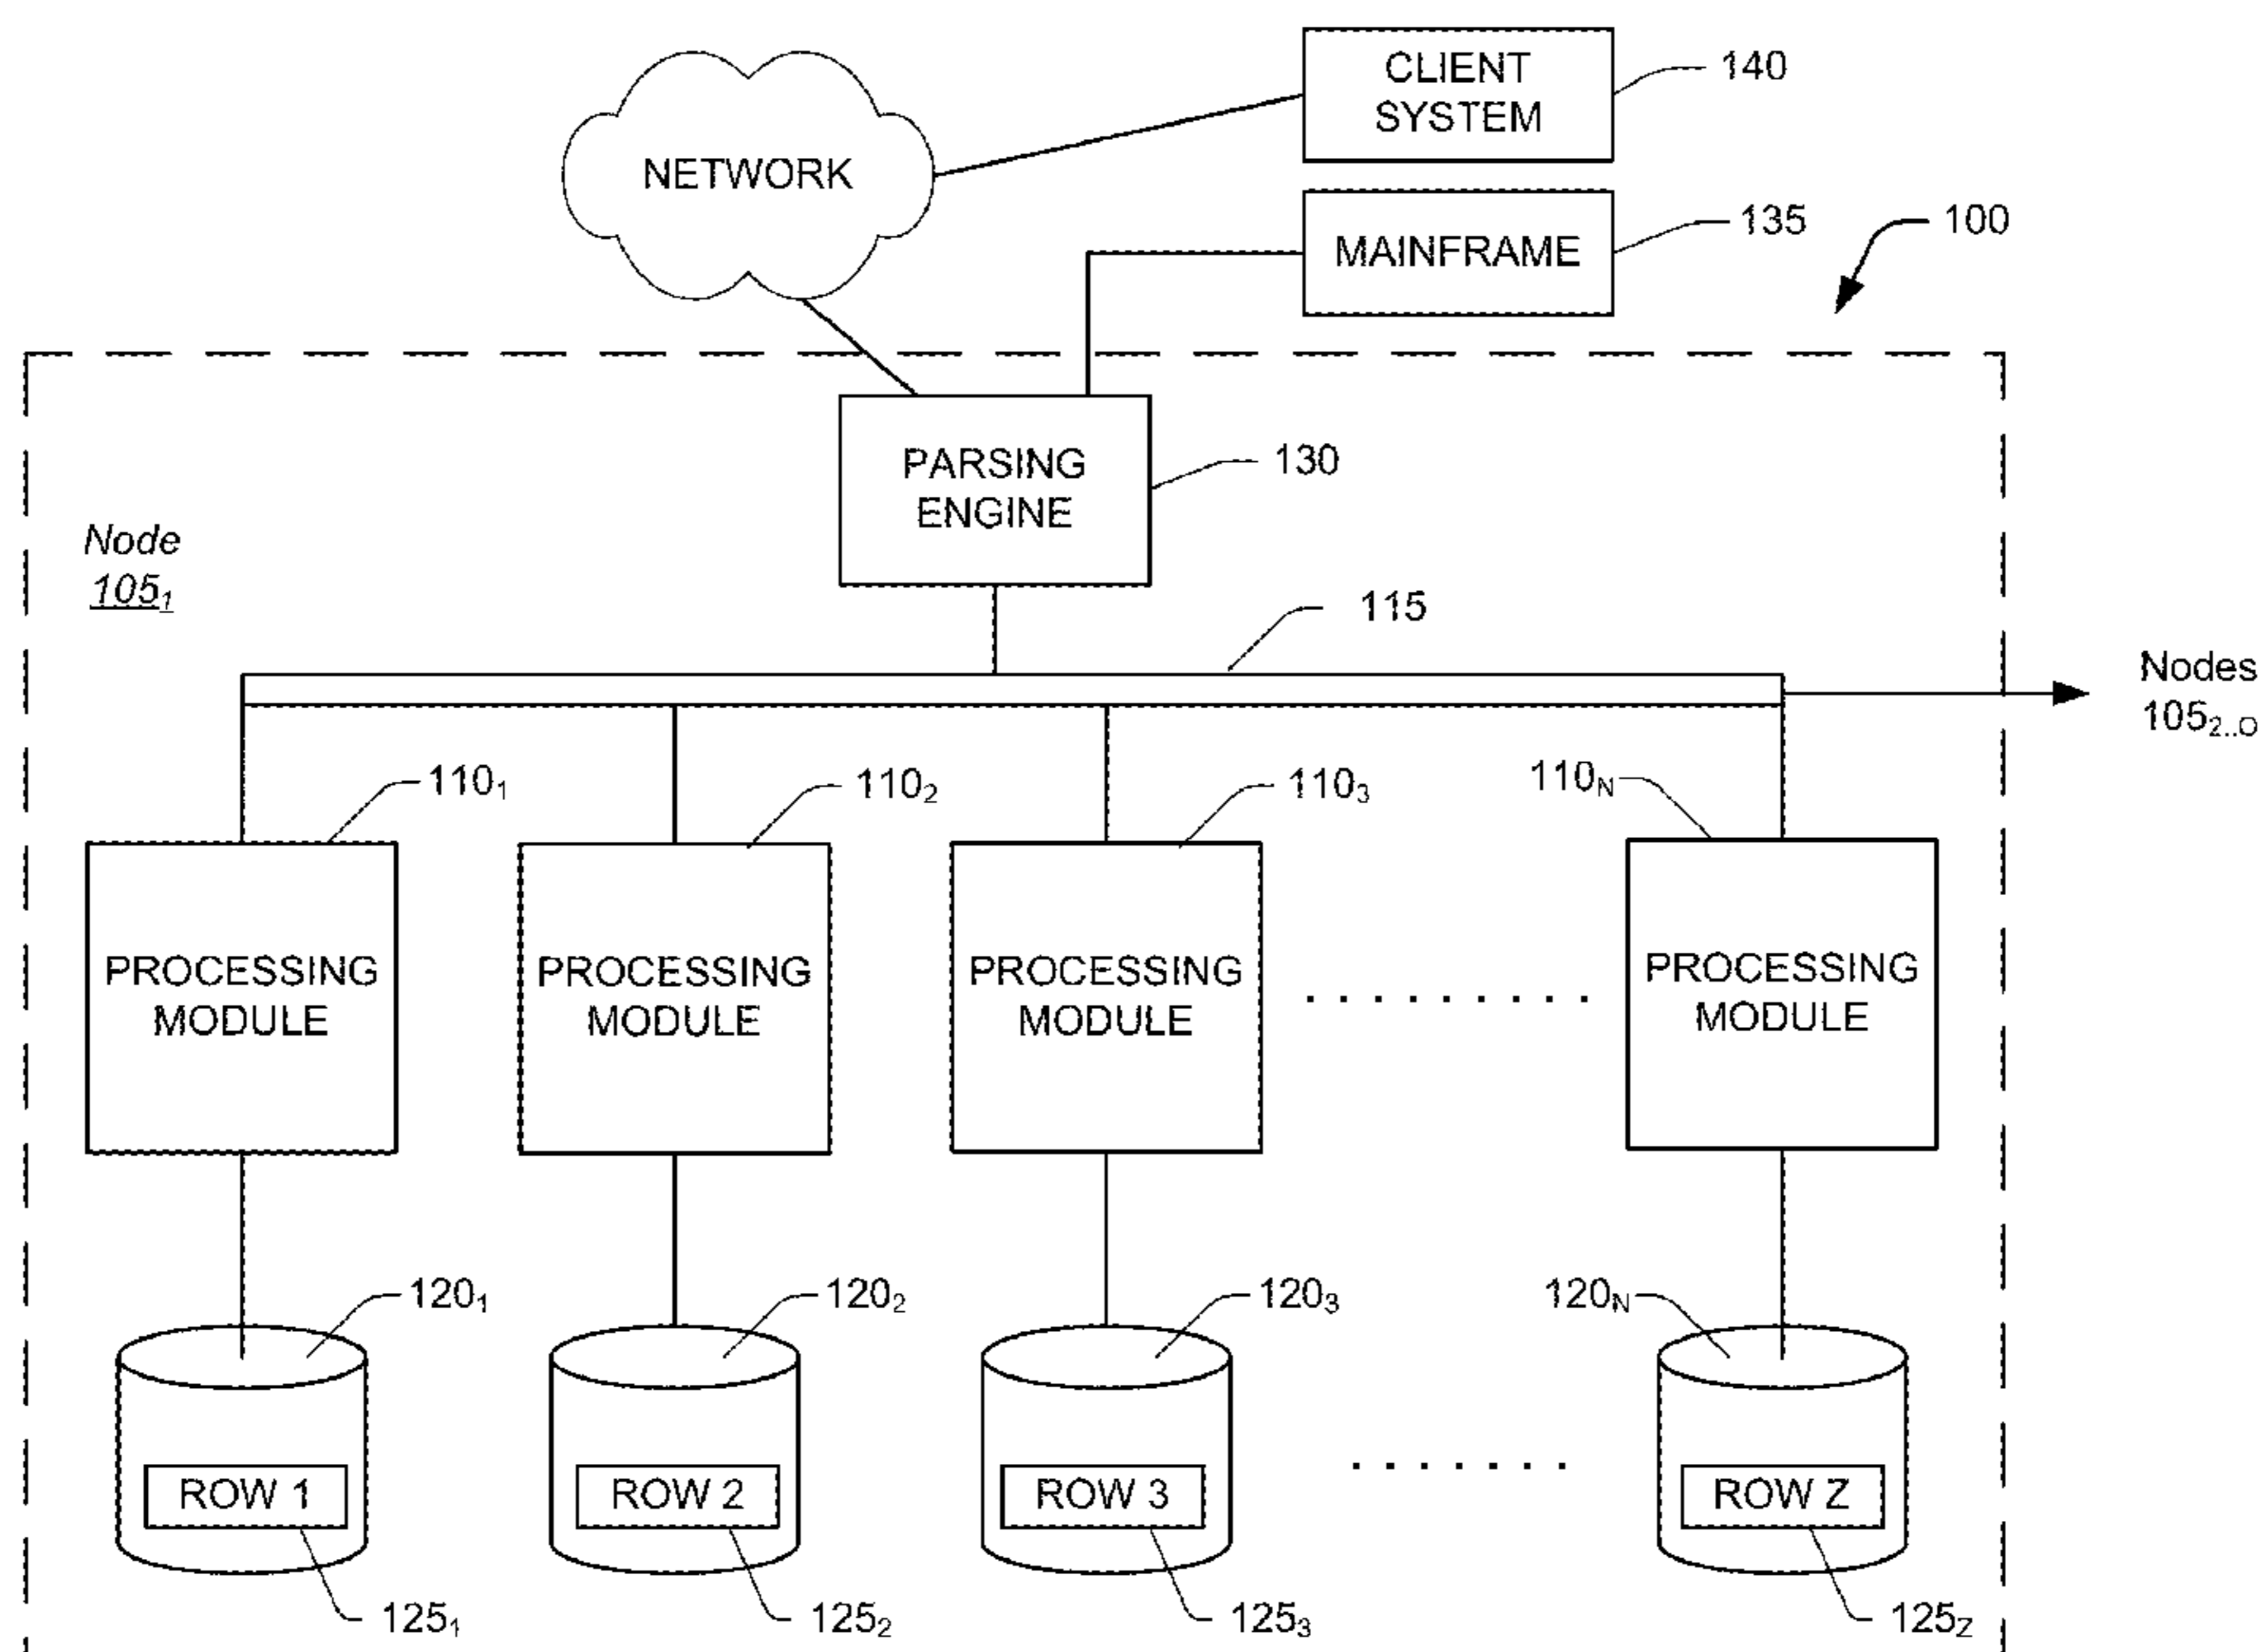 CLIENT
SYSTEM
140
NETWORK
MAINFRAME
135
100
PARSING
ENGINE
130
Node
105₁
115
Nodes
105₂..O
110₁
110₂
110₃
110N
PROCESSING
MODULE
PROCESSING
MODULE
PROCESSING
MODULE
. . . . . . . . .
PROCESSING
MODULE
120₁
120₂
120₃
120N
ROW 1
ROW 2
ROW 3
. . . . . . .
ROW Z
125₁
125₂
125₃
125Z